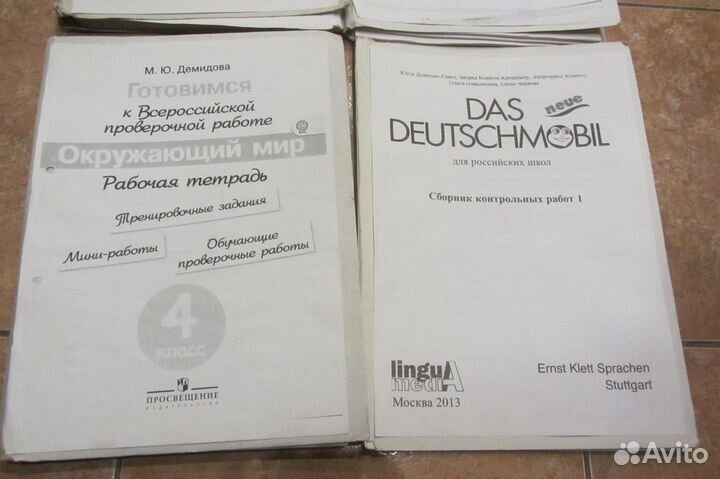 М. Ю. Демидова
Готовимся
к Всероссийской
проверочной работе
Окружающий мир
Рабочая тетрадь
Тренировочные задания
Мини-работы
Обучающие
проверочные работы
4
КЛАСС
ПРОСВЕЩЕНИЕ
ИЗДАТЕЛЬСТВО
DAS neue
DEUTSCHMOBIL
для российских школ
Сборник контрольных работ 1
lingua
mediA
Москва 2013
Ernst Klett Sprachen
Stuttgart
Avito